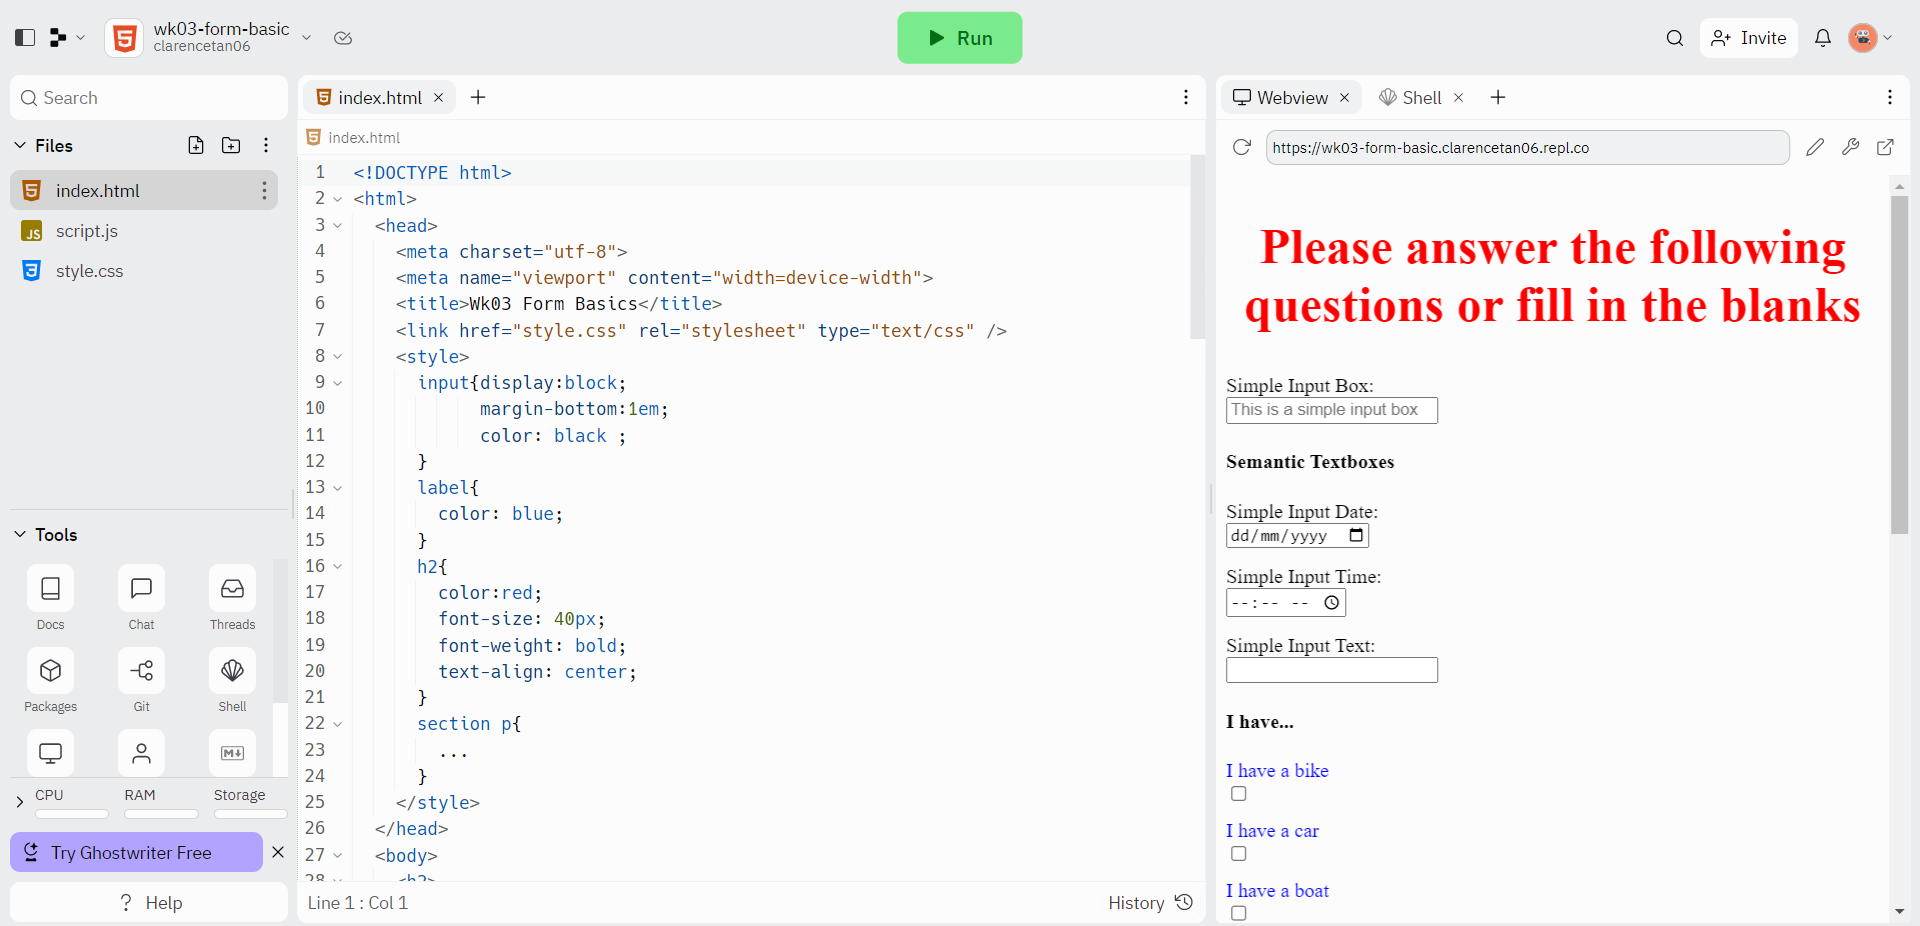 wk03-form-basic
clarencetan06
Run
Invite
Search
Files
index.html
script.js
style.css
Tools
Docs
Chat
Threads
Packages
Git
Shell
CPU
RAM
Storage
Try Ghostwriter Free
? Help
index.html
index.html
1 <!DOCTYPE html>
2 <html>
3 <head>
4 <meta charset="utf-8">
5 <meta name="viewport" content="width=device-width">
6 <title>Wk03 Form Basics</title>
7 <link href="style.css" rel="stylesheet" type="text/css" />
8 <style>
9 input{display:block;
10 margin-bottom:1em;
11 color: black ;
12 }
13 label{
14 color: blue;
15 }
16 h2{
17 color:red;
18 font-size: 40px;
19 font-weight: bold;
20 text-align: center;
21 }
22 section p{
23 ...
24 }
25 </style>
26 </head>
27 <body>
28 <h2>
Line 1 : Col 1
History
Webview
Shell
https://wk03-form-basic.clarencetan06.repl.co
Please answer the following
questions or fill in the blanks
Simple Input Box:
This is a simple input box
Semantic Textboxes
Simple Input Date:
dd/mm/yyyy
Simple Input Time:
--:-- --
Simple Input Text:
I have...
I have a bike
I have a car
I have a boat